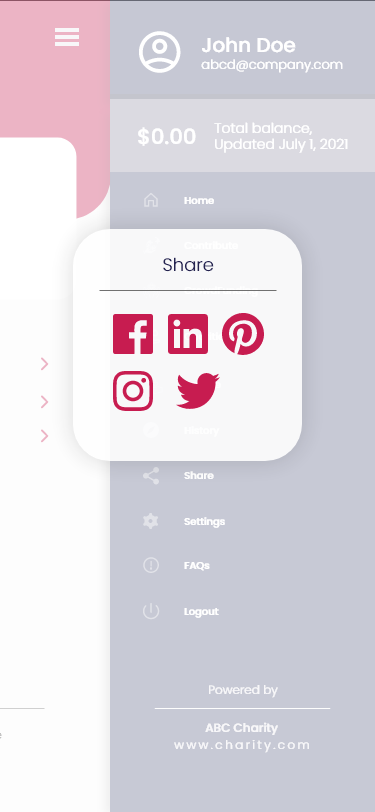 John Doe
abcd@company.com
$0.00
Total balance,
Updated July 1, 2021
Home
Contribute
Share
History
Share
Settings
FAQs
Logout
Powered by
ABC Charity
www.charity.com